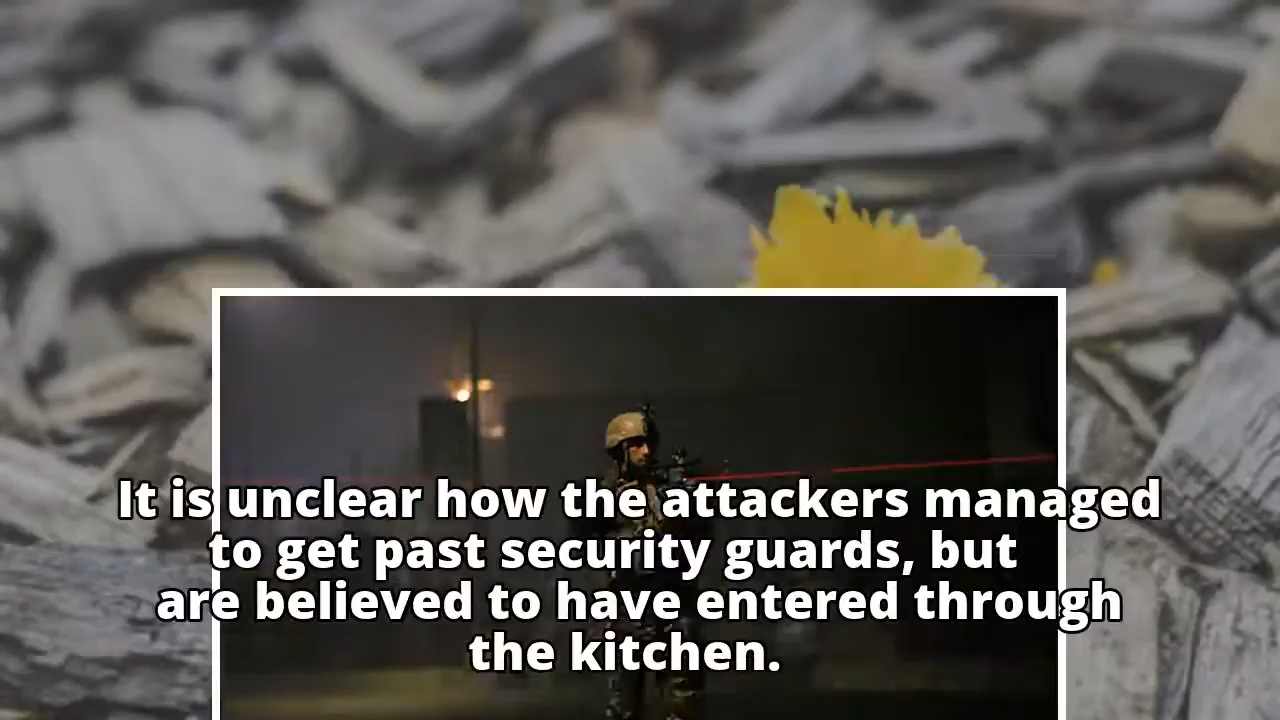 It is unclear how the attackers managed
to get past security guards, but
are believed to have entered through
the kitchen.